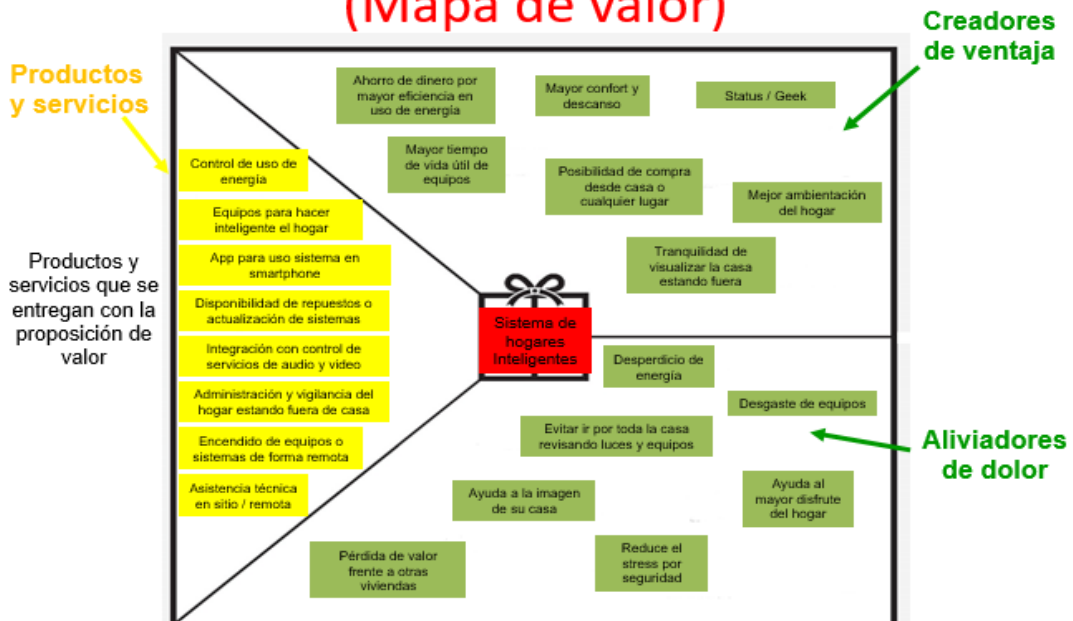 (Mapa de valor)
Creadores
de ventaja
Productos
y servicios
Ahorro de dinero por
mayor eficiencia en
uso de energía
Mayor confort y
descanso
Status / Geek
Mayor tiempo
de vida útil de
equipos
Posibilidad de compra
desde casa o
cualquier lugar
Mejor ambientación
del hogar
Tranquilidad de
visualizar la casa
estando fuera
Control de uso de
energía
Equipos para hacer
inteligente el hogar
App para uso sistema en
smartphone
Disponibilidad de repuestos o
actualización de sistemas
Integración con control de
servicios de audio y video
Administración y vigilancia del
hogar estando fuera de casa
Encendido de equipos o
sistemas de forma remota
Asistencia técnica
en sitio / remota
Productos y
servicios que se
entregan con la
proposición de
valor
Sistema de
hogares
Inteligentes
Desperdicio de
energía
Desgaste de equipos
Evitar ir por toda la casa
revisando luces y equipos
Aliviadores
de dolor
Ayuda a la imagen
de su casa
Ayuda al
mayor disfrute
del hogar
Pérdida de valor
frente a otras
viviendas
Reduce el
stress por
seguridad